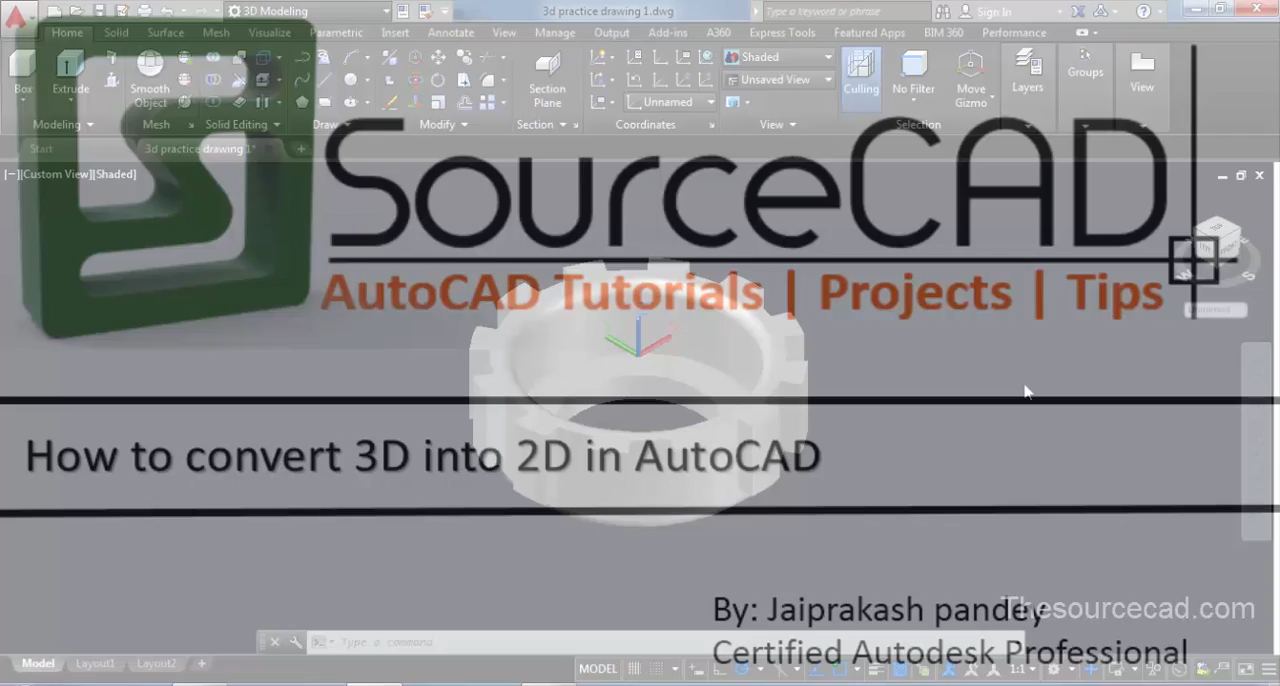 3D Modeling
3d practice drawing 1.dwg
Type a keyword or phrase
Sign In
Home Solid Surface Mesh Visualize Parametric Insert Annotate View Manage Output Add-ins A360 Express Tools Featured Apps BIM 360 Performance
Box
Extrude
Smooth
Object
Section
Plane
Shaded
Unsaved View
Unnamed
Culling
No Filter
Move
Gizmo
Layers
Groups
View
Modeling Mesh Solid Editing Draw Modify Section Coordinates View Selection
Start
3d practice drawing 1*
[−][Custom View][Shaded]
SourceCAD
AutoCAD Tutorials | Projects | Tips
How to convert 3D into 2D in AutoCAD
By: Jaiprakash pandey
Thesourcecad.com
Certified Autodesk Professional
Type a command
Model Layout1 Layout2 +
MODEL
1:1